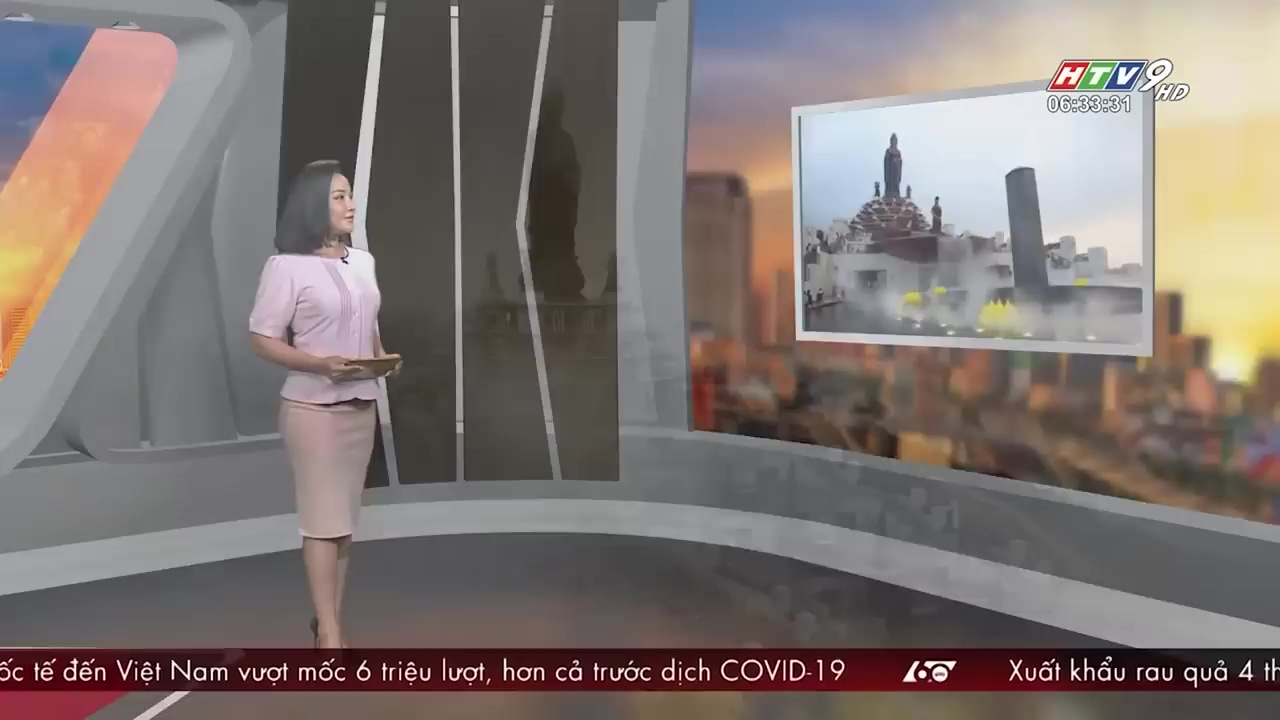 HTV9
HD
06:33:31
ốc tế đến Việt Nam vượt mốc 6 triệu lượt, hơn cả trước dịch COVID-19 60 Xuất khẩu rau quả 4 th